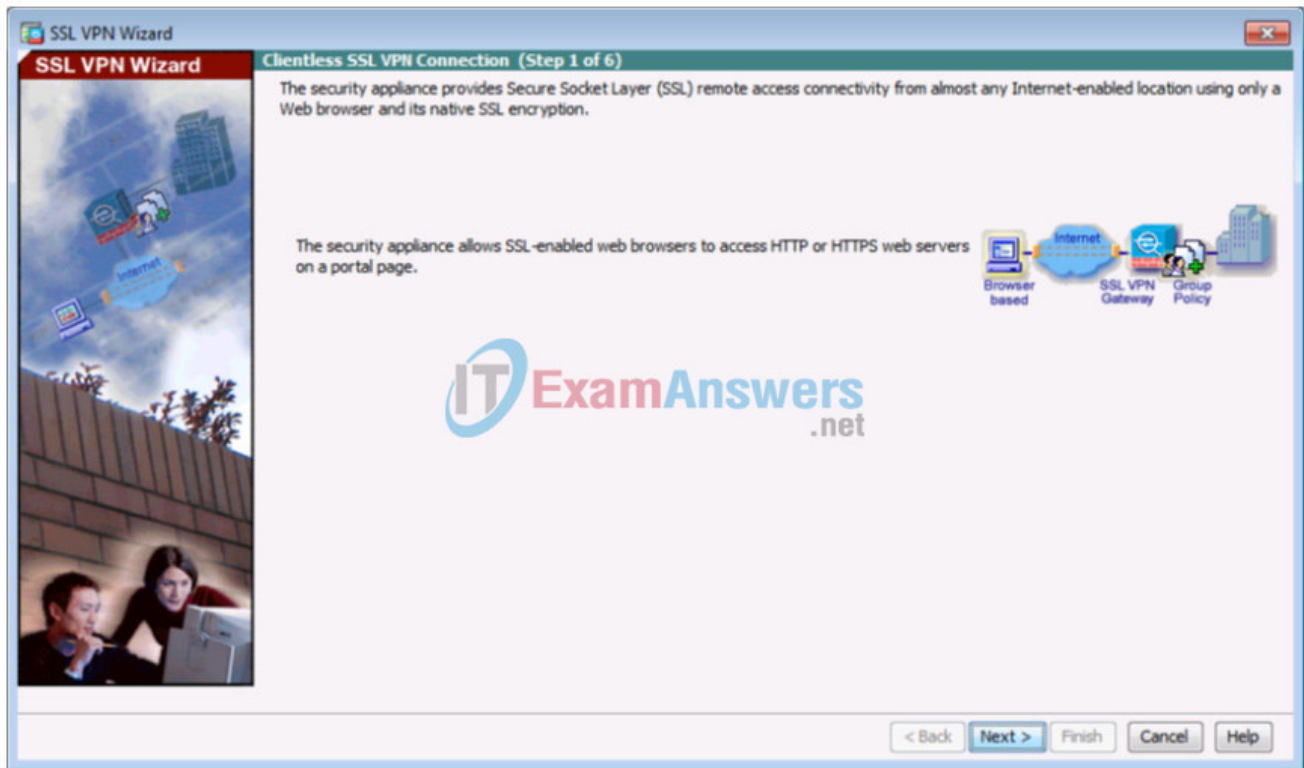 SSL VPN Wizard
SSL VPN Wizard
Clientless SSL VPN Connection (Step 1 of 6)
The security appliance provides Secure Socket Layer (SSL) remote access connectivity from almost any Internet-enabled location using only a
Web browser and its native SSL encryption.
The security appliance allows SSL-enabled web browsers to access HTTP or HTTPS web servers
on a portal page.
Internet
Browser
based
SSL VPN
Gateway
Group
Policy
Internet
ITExamAnswers
.net
< Back
Next >
Finish
Cancel
Help